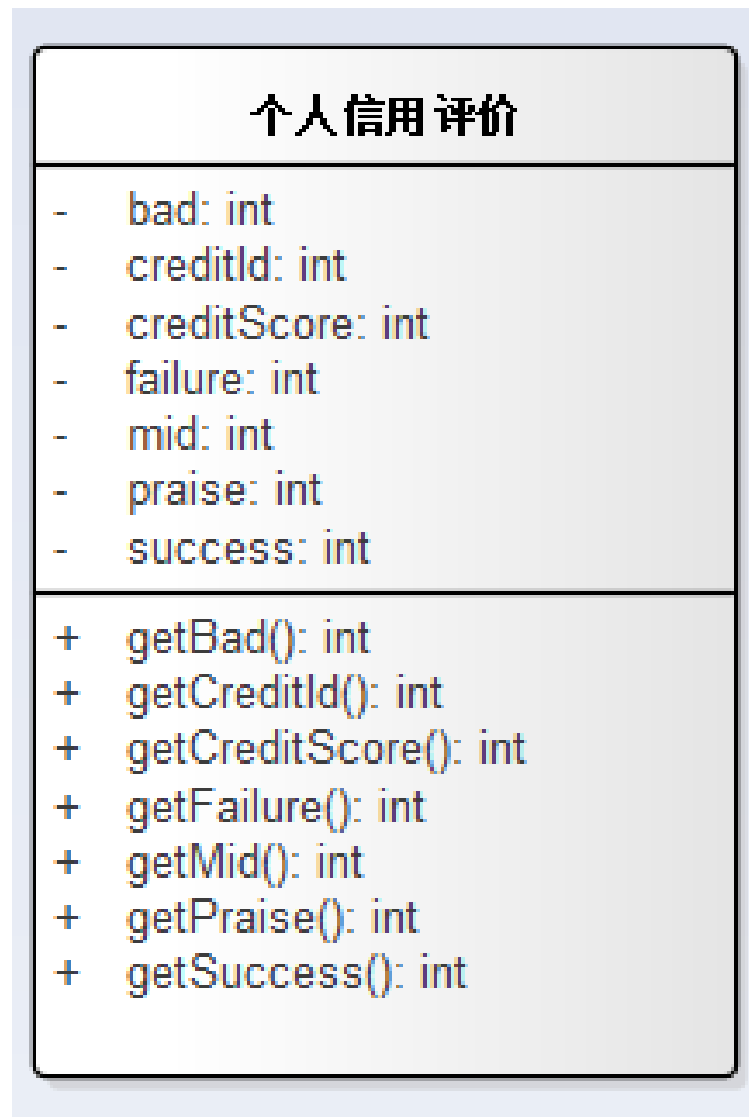 个人信用评价
- bad: int
- creditId: int
- creditScore: int
- failure: int
- mid: int
- praise: int
- success: int
+ getBad(): int
+ getCreditId(): int
+ getCreditScore(): int
+ getFailure(): int
+ getMid(): int
+ getPraise(): int
+ getSuccess(): int